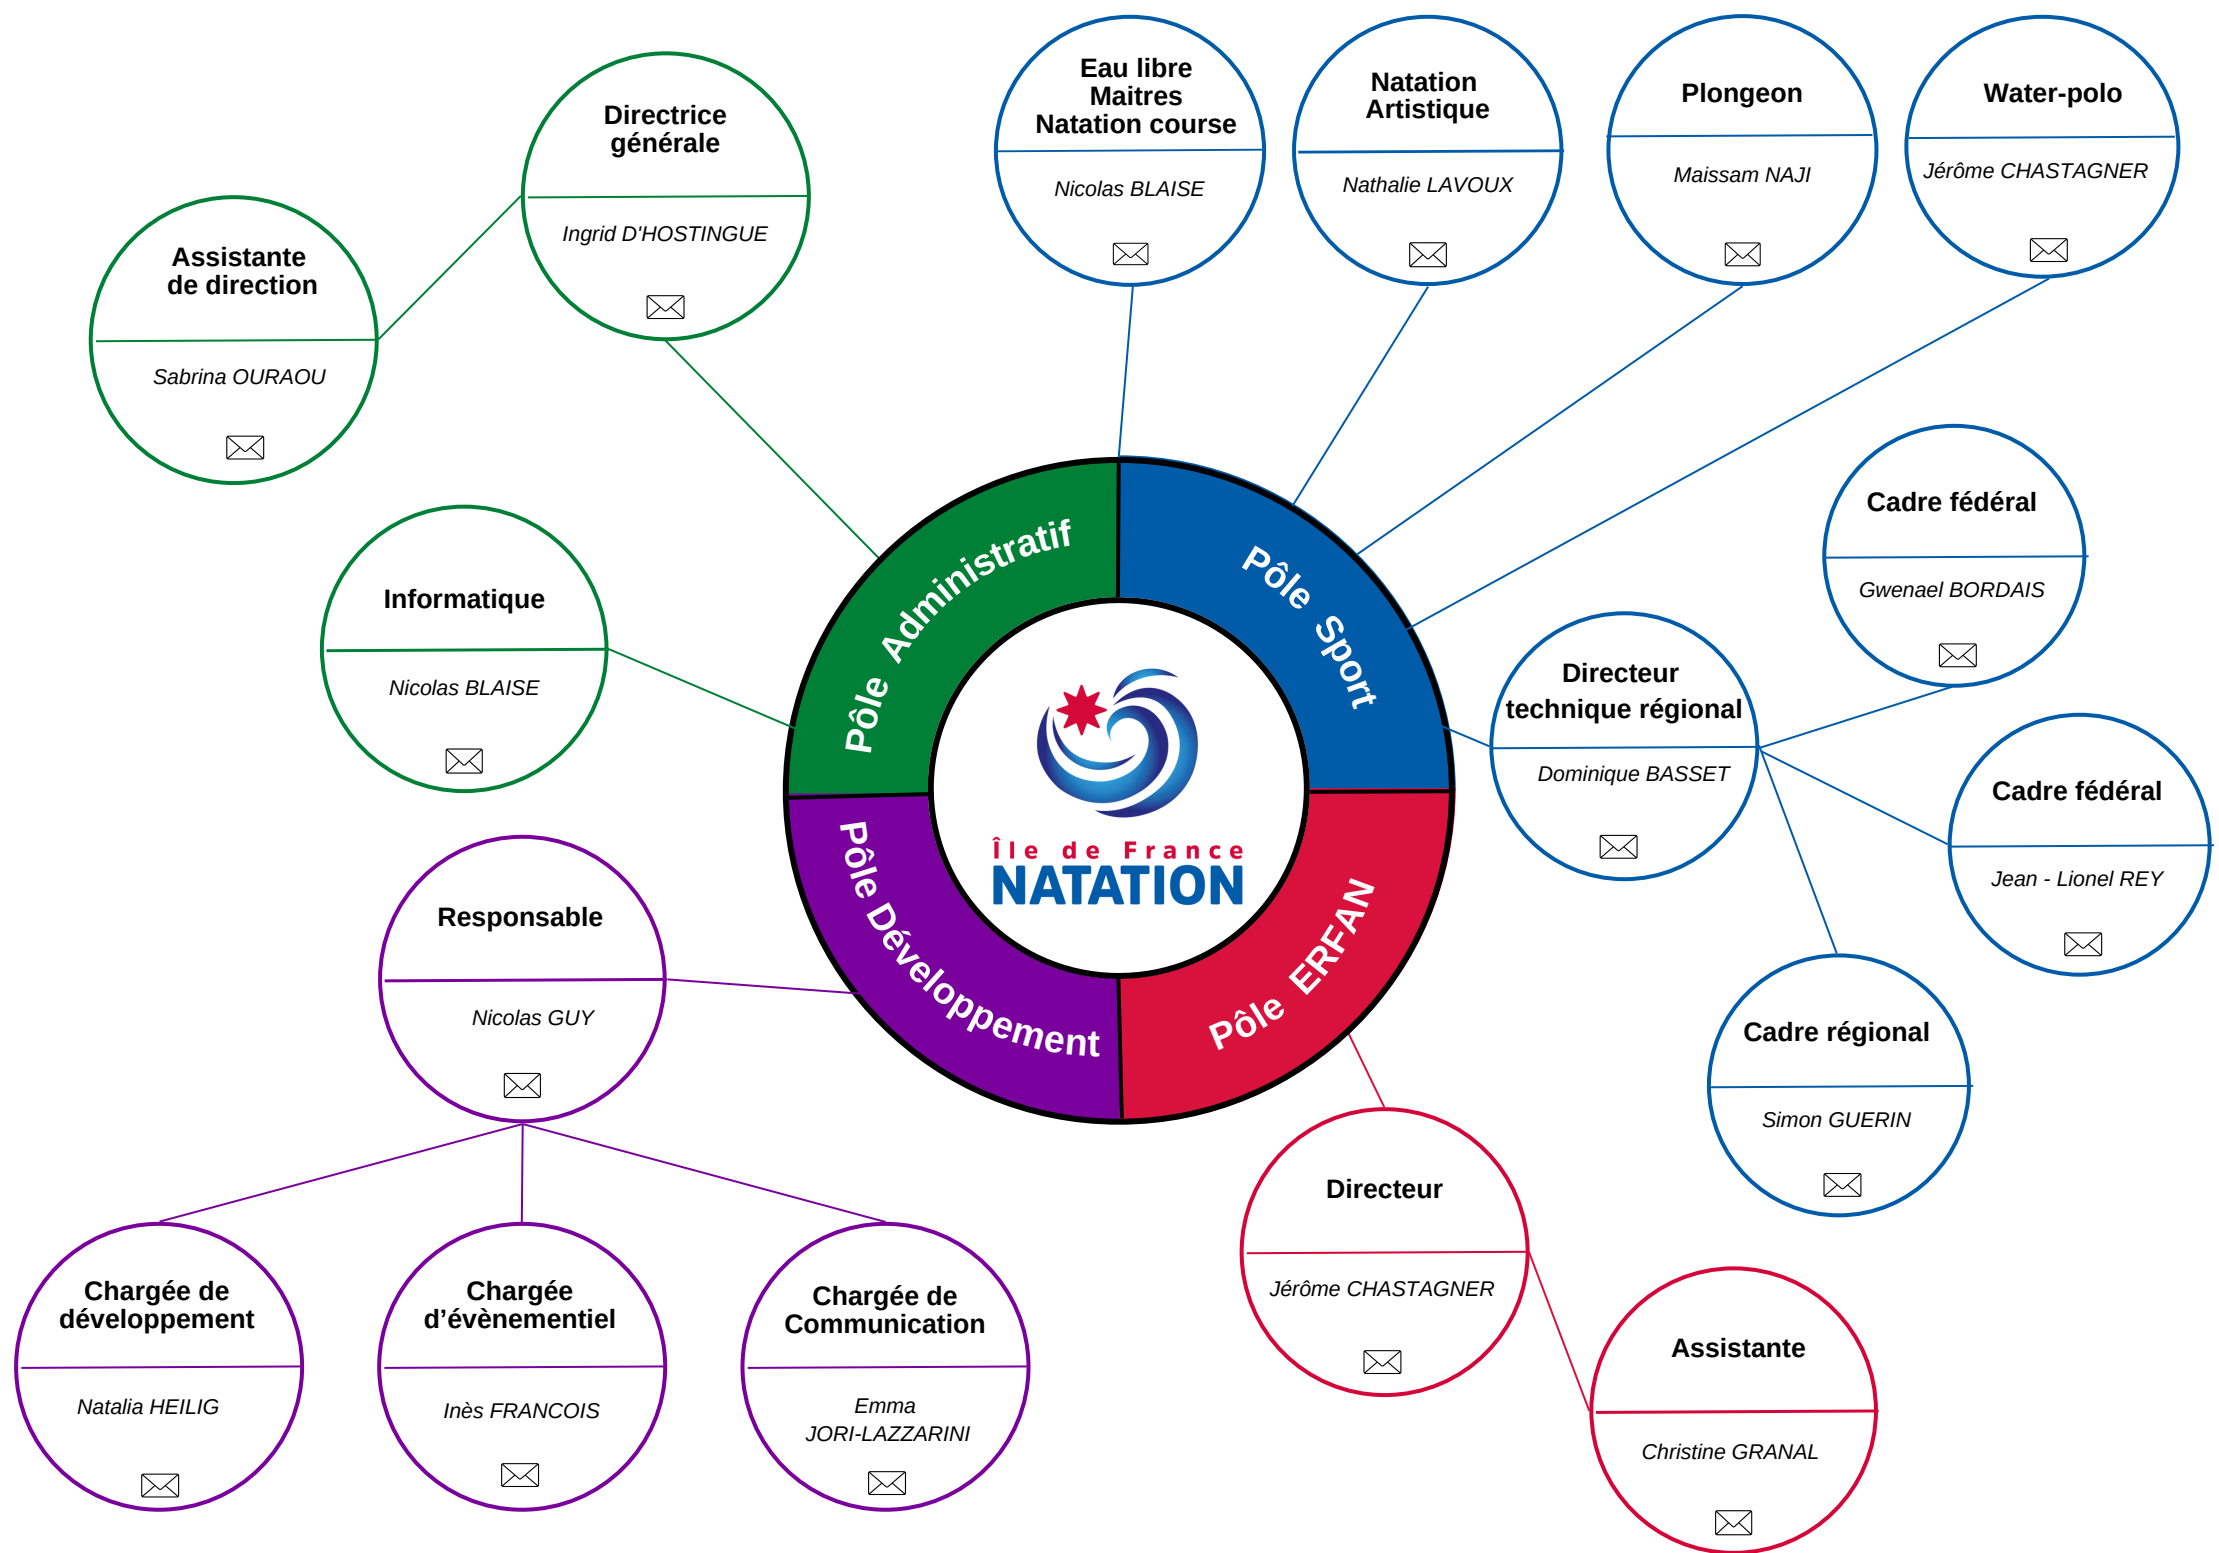 Eau libre
Maitres
Natation course
Nicolas BLAISE
Natation
Artistique
Nathalie LAVOUX
Plongeon
Maissam NAJI
Water-polo
Jérôme CHASTAGNER
Directrice
générale
Ingrid D'HOSTINGUE
Assistante
de direction
Sabrina OURAOU
Informatique
Nicolas BLAISE
Cadre fédéral
Gwenael BORDAIS
Directeur
technique régional
Dominique BASSET
Cadre fédéral
Jean - Lionel REY
Cadre régional
Simon GUERIN
Pôle Administratif
Pôle Sport
Île de France
NATATION
Pôle Développement
Pôle ERFAN
Responsable
Nicolas GUY
Chargée de
développement
Natalia HEILIG
Chargée
d’évènementiel
Inès FRANCOIS
Chargée de
Communication
Emma
JORI-LAZZARINI
Directeur
Jérôme CHASTAGNER
Assistante
Christine GRANAL